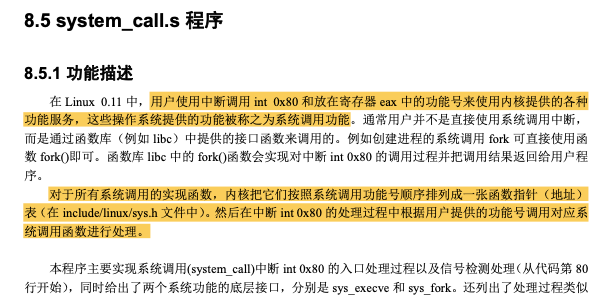 8.5 system_call.s 程序
8.5.1 功能描述
在 Linux 0.11 中，用户使用中断调用 int 0x80 和放在寄存器 eax 中的功能号来使用内核提供的各种
功能服务，这些操作系统提供的功能被称之为系统调用功能。通常用户并不是直接使用系统调用中断，
而是通过函数库（例如 libc）中提供的接口函数来调用的。例如创建进程的系统调用 fork 可直接使用函
数 fork()即可。函数库 libc 中的 fork()函数会实现对中断 int 0x80 的调用过程并把调用结果返回给用户程
序。
对于所有系统调用的实现函数，内核把它们按照系统调用功能号顺序排列成一张函数指针（地址）
表（在 include/linux/sys.h 文件中）。然后在中断 int 0x80 的处理过程中根据用户提供的功能号调用对应系
统调用函数进行处理。
本程序主要实现系统调用(system_call)中断 int 0x80 的入口处理过程以及信号检测处理（从代码第 80
行开始），同时给出了两个系统功能的底层接口，分别是 sys_execve 和 sys_fork。还列出了处理过程类似